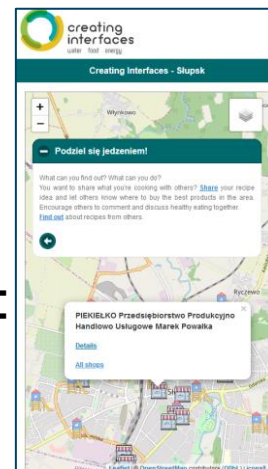 creating
interfaces
water food energy
Creating Interfaces - Słupsk
+
Włynkowo
−
Podziel się jedzeniem!
What can you find out? What can you do?
You want to share what you're cooking with others? Share your recipe
idea and let others know where to buy the best products in the area.
Encourage others to comment and discuss healthy eating together.
Find out about recipes from others.
Ryczewo
×
PIEKIEŁKO Przedsiębiorstwo Produkcyjno
Handlowo Usługowe Marek Powałka
Details
All shops
Leaflet | © OpenStreetMap contributors